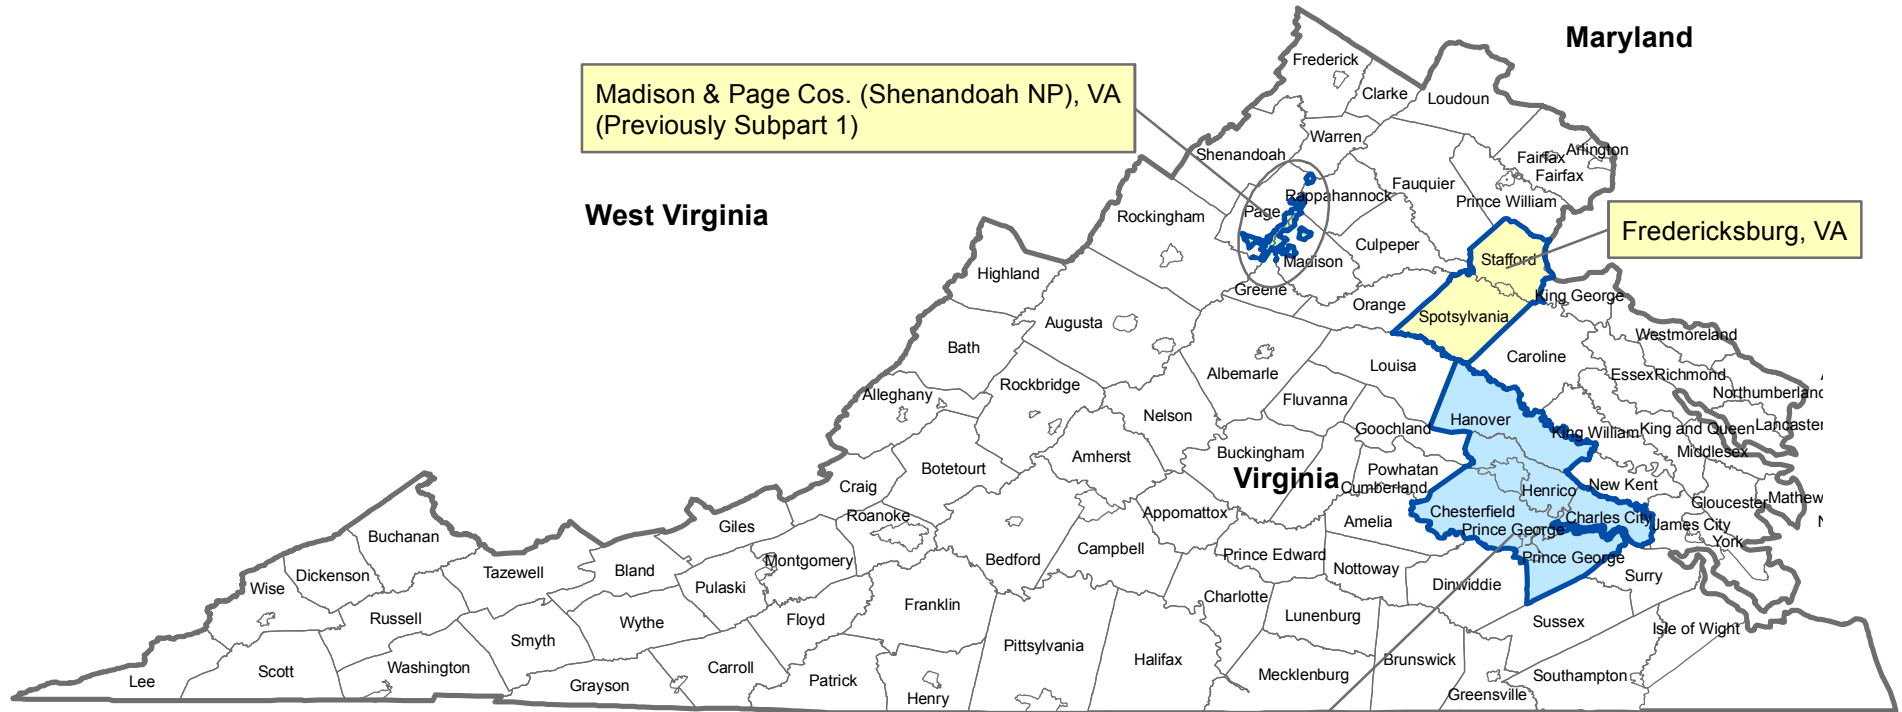 Maryland
Frederick
Clarke
Loudoun
Madison & Page Cos. (Shenandoah NP), VA
(Previously Subpart 1)
Warren
Shenandoah
Arlington
Fairfax
Fairfax
Fauquier
Rappahannock
Prince William
West Virginia
Rockingham
Page
Fredericksburg, VA
Culpeper
Stafford
Madison
Highland
Greene
King George
Orange
Spotsylvania
Augusta
Westmoreland
Bath
Caroline
Louisa
Albemarle
Essex
Richmond
Rockbridge
Northumberland
Alleghany
Fluvanna
Nelson
Hanover
Lancaster
Goochland
King William
King and Queen
Buckingham
Middlesex
Amherst
Botetourt
Powhatan
Virginia
Cumberland
New Kent
Craig
Henrico
Mathew
Gloucester
Appomattox
Chesterfield
Roanoke
Charles City
Amelia
James City
Giles
Prince George
Buchanan
York
Campbell
Prince Edward
Prince George
Bedford
Montgomery
Nottoway
Bland
Tazewell
Dickenson
Surry
Dinwiddie
Wise
Pulaski
Charlotte
Franklin
Lunenburg
Russell
Floyd
Wythe
Sussex
Isle of Wight
Smyth
Pittsylvania
Halifax
Brunswick
Washington
Carroll
Scott
Mecklenburg
Southampton
Lee
Patrick
Grayson
Greensville
Henry